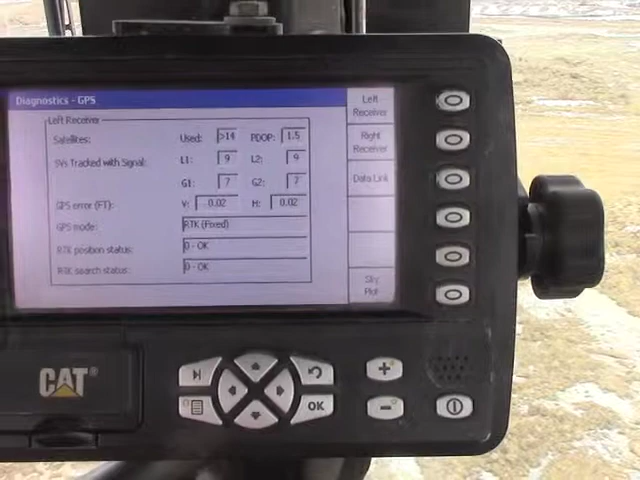 Diagnostics - GPS
Left Receiver
Satellites: Used: >14 PDOP: 1.5
SVs Tracked with Signal: L1: 9 L2: 9
G1: 7 G2: 7
GPS error (FT): V: 0.02 H: 0.02
GPS mode: RTK (Fixed)
RTK position status: 0 - OK
RTK search status: 0 - OK
Left
Receiver
Right
Receiver
Data Link
Sky
Plot
CAT®
OK